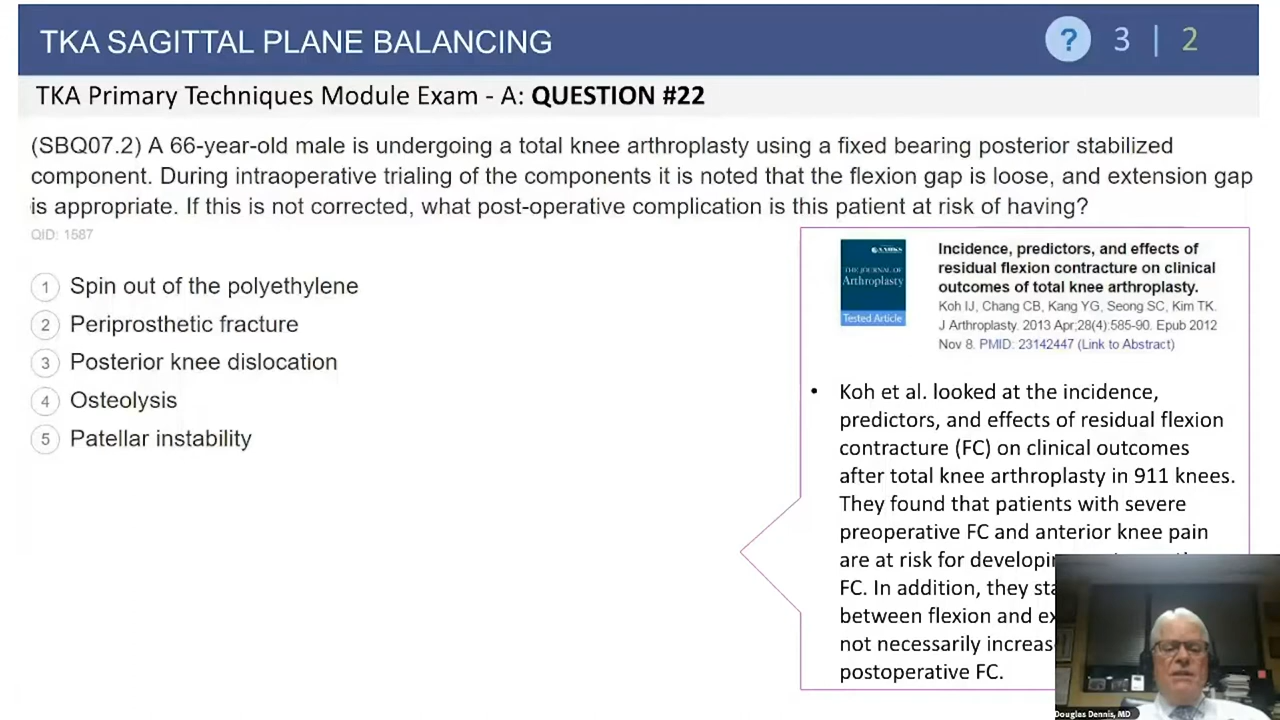 TKA SAGITTAL PLANE BALANCING
? 3 | 2
TKA Primary Techniques Module Exam - A: QUESTION #22
(SBQ07.2) A 66-year-old male is undergoing a total knee arthroplasty using a fixed bearing posterior stabilized
component. During intraoperative trialing of the components it is noted that the flexion gap is loose, and extension gap
is appropriate. If this is not corrected, what post-operative complication is this patient at risk of having?
QID: 1587
1 Spin out of the polyethylene
2 Periprosthetic fracture
3 Posterior knee dislocation
4 Osteolysis
5 Patellar instability
THE JOURNAL OF
Arthroplasty
Tested Article
Incidence, predictors, and effects of
residual flexion contracture on clinical
outcomes of total knee arthroplasty.
Koh IJ, Chang CB, Kang YG, Seong SC, Kim TK.
J Arthroplasty. 2013 Apr;28(4):585-90. Epub 2012
Nov 8. PMID: 23142447 (Link to Abstract)
• Koh et al. looked at the incidence,
predictors, and effects of residual flexion
contracture (FC) on clinical outcomes
after total knee arthroplasty in 911 knees.
They found that patients with severe
preoperative FC and anterior knee pain
are at risk for
FC. In addition, they
between flexion and
not necessarily
postoperative FC.
Douglas Dennis, MD